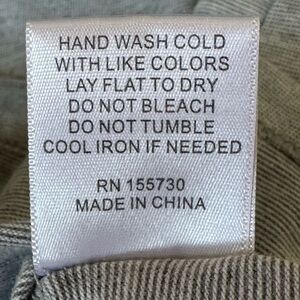 HAND WASH COLD
WITH LIKE COLORS
LAY FLAT TO DRY
DO NOT BLEACH
DO NOT TUMBLE
COOL IRON IF NEEDED
RN 155730
MADE IN CHINA